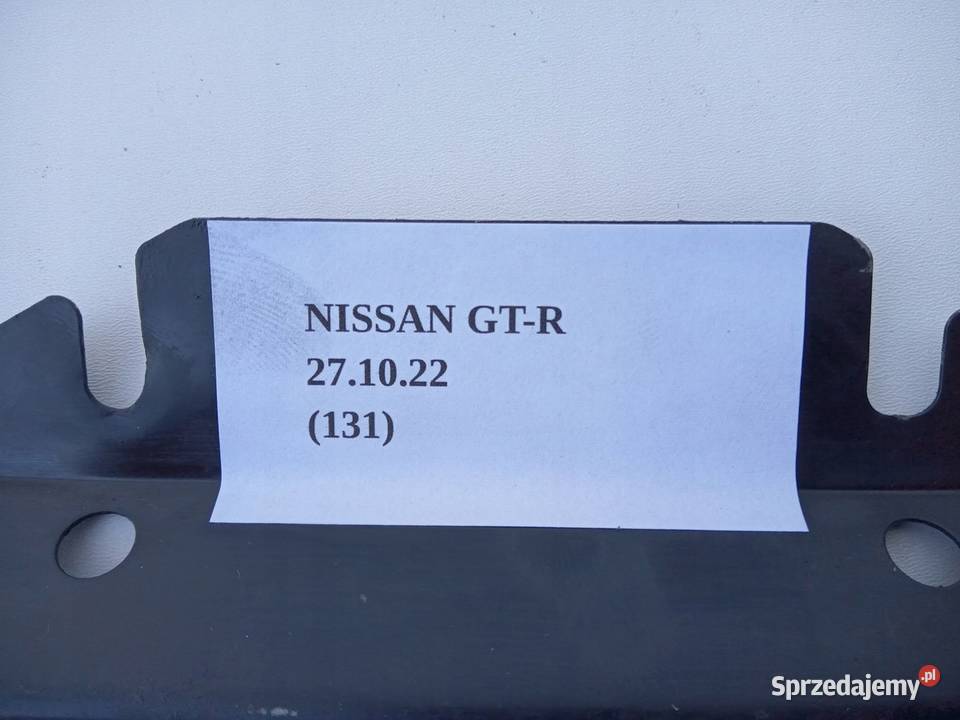 NISSAN GT-R
27.10.22
(131)
Sprzedajemy.pl